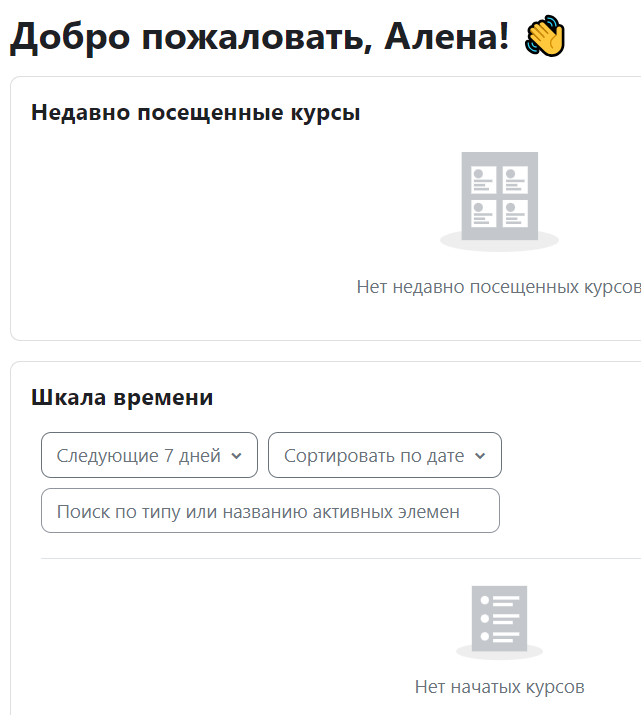 Добро пожаловать, Алена! 👋
Недавно посещенные курсы
Нет недавно посещенных курсов
Шкала времени
Следующие 7 дней
Сортировать по дате
Поиск по типу или названию активных элемен
Нет начатых курсов